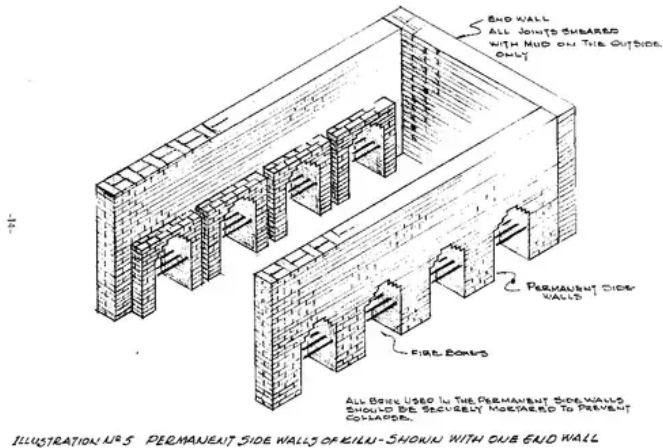 END WALL
ALL JOINTS SMEARED
WITH MUD ON THE OUTSIDE
ONLY
-14-
PERMANENT SIDE
WALLS
FIRE BOXES
ALL BRICK USED IN THE PERMANENT SIDE WALLS
SHOULD BE SECURELY MORTARED TO PREVENT
COLLAPSE.
ILLUSTRATION Nº 5 PERMANENT SIDE WALLS OF KILN - SHOWN WITH ONE END WALL